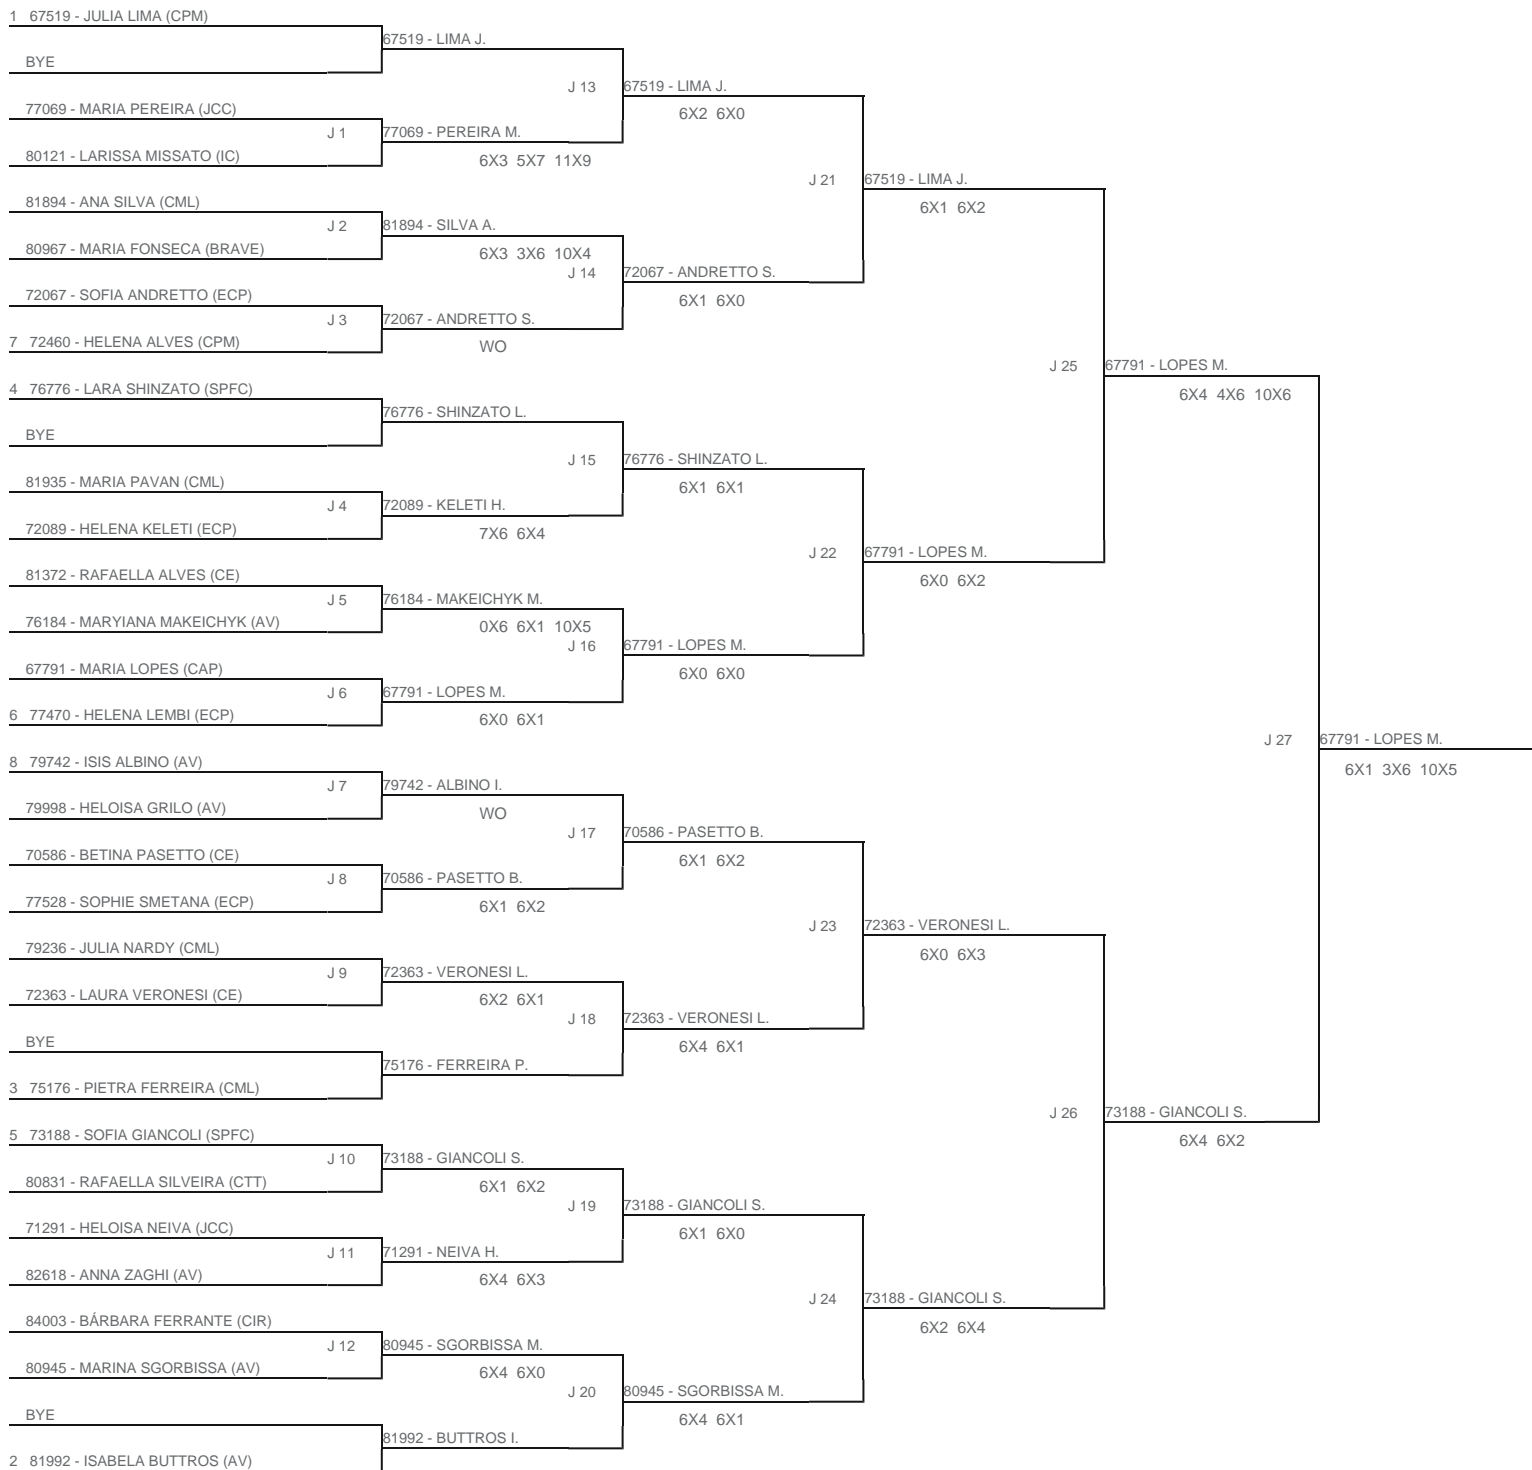 1 67519 - JULIA LIMA (CPM)
67519 - LIMA J.
BYE
J 13
67519 - LIMA J.
6X2 6X0
77069 - MARIA PEREIRA (JCC)
J 1
77069 - PEREIRA M.
80121 - LARISSA MISSATO (IC)
6X3 5X7 11X9
J 21
67519 - LIMA J.
6X1 6X2
81894 - ANA SILVA (CML)
J 2
81894 - SILVA A.
80967 - MARIA FONSECA (BRAVE)
6X3 3X6 10X4
J 14
72067 - ANDRETTO S.
6X1 6X0
72067 - SOFIA ANDRETTO (ECP)
J 3
72067 - ANDRETTO S.
7 72460 - HELENA ALVES (CPM)
WO
J 25
67791 - LOPES M.
6X4 4X6 10X6
4 76776 - LARA SHINZATO (SPFC)
76776 - SHINZATO L.
BYE
J 15
76776 - SHINZATO L.
6X1 6X1
81935 - MARIA PAVAN (CML)
J 4
72089 - KELETI H.
72089 - HELENA KELETI (ECP)
7X6 6X4
J 22
67791 - LOPES M.
6X0 6X2
81372 - RAFAELLA ALVES (CE)
J 5
76184 - MAKEICHYK M.
76184 - MARYIANA MAKEICHYK (AV)
0X6 6X1 10X5
J 16
67791 - LOPES M.
6X0 6X0
67791 - MARIA LOPES (CAP)
J 6
67791 - LOPES M.
6 77470 - HELENA LEMBI (ECP)
6X0 6X1
J 27
67791 - LOPES M.
6X1 3X6 10X5
8 79742 - ISIS ALBINO (AV)
J 7
79742 - ALBINO I.
79998 - HELOISA GRILO (AV)
WO
J 17
70586 - PASETTO B.
6X1 6X2
70586 - BETINA PASETTO (CE)
J 8
70586 - PASETTO B.
77528 - SOPHIE SMETANA (ECP)
6X1 6X2
J 23
72363 - VERONESI L.
6X0 6X3
79236 - JULIA NARDY (CML)
J 9
72363 - VERONESI L.
72363 - LAURA VERONESI (CE)
6X2 6X1
J 18
72363 - VERONESI L.
6X4 6X1
BYE
75176 - FERREIRA P.
3 75176 - PIETRA FERREIRA (CML)
J 26
73188 - GIANCOLI S.
6X4 6X2
5 73188 - SOFIA GIANCOLI (SPFC)
J 10
73188 - GIANCOLI S.
80831 - RAFAELLA SILVEIRA (CTT)
6X1 6X2
J 19
73188 - GIANCOLI S.
6X1 6X0
71291 - HELOISA NEIVA (JCC)
J 11
71291 - NEIVA H.
82618 - ANNA ZAGHI (AV)
6X4 6X3
J 24
73188 - GIANCOLI S.
6X2 6X4
84003 - BÁRBARA FERRANTE (CIR)
J 12
80945 - SGORBISSA M.
80945 - MARINA SGORBISSA (AV)
6X4 6X0
J 20
80945 - SGORBISSA M.
6X4 6X1
BYE
81992 - BUTTROS I.
2 81992 - ISABELA BUTTROS (AV)